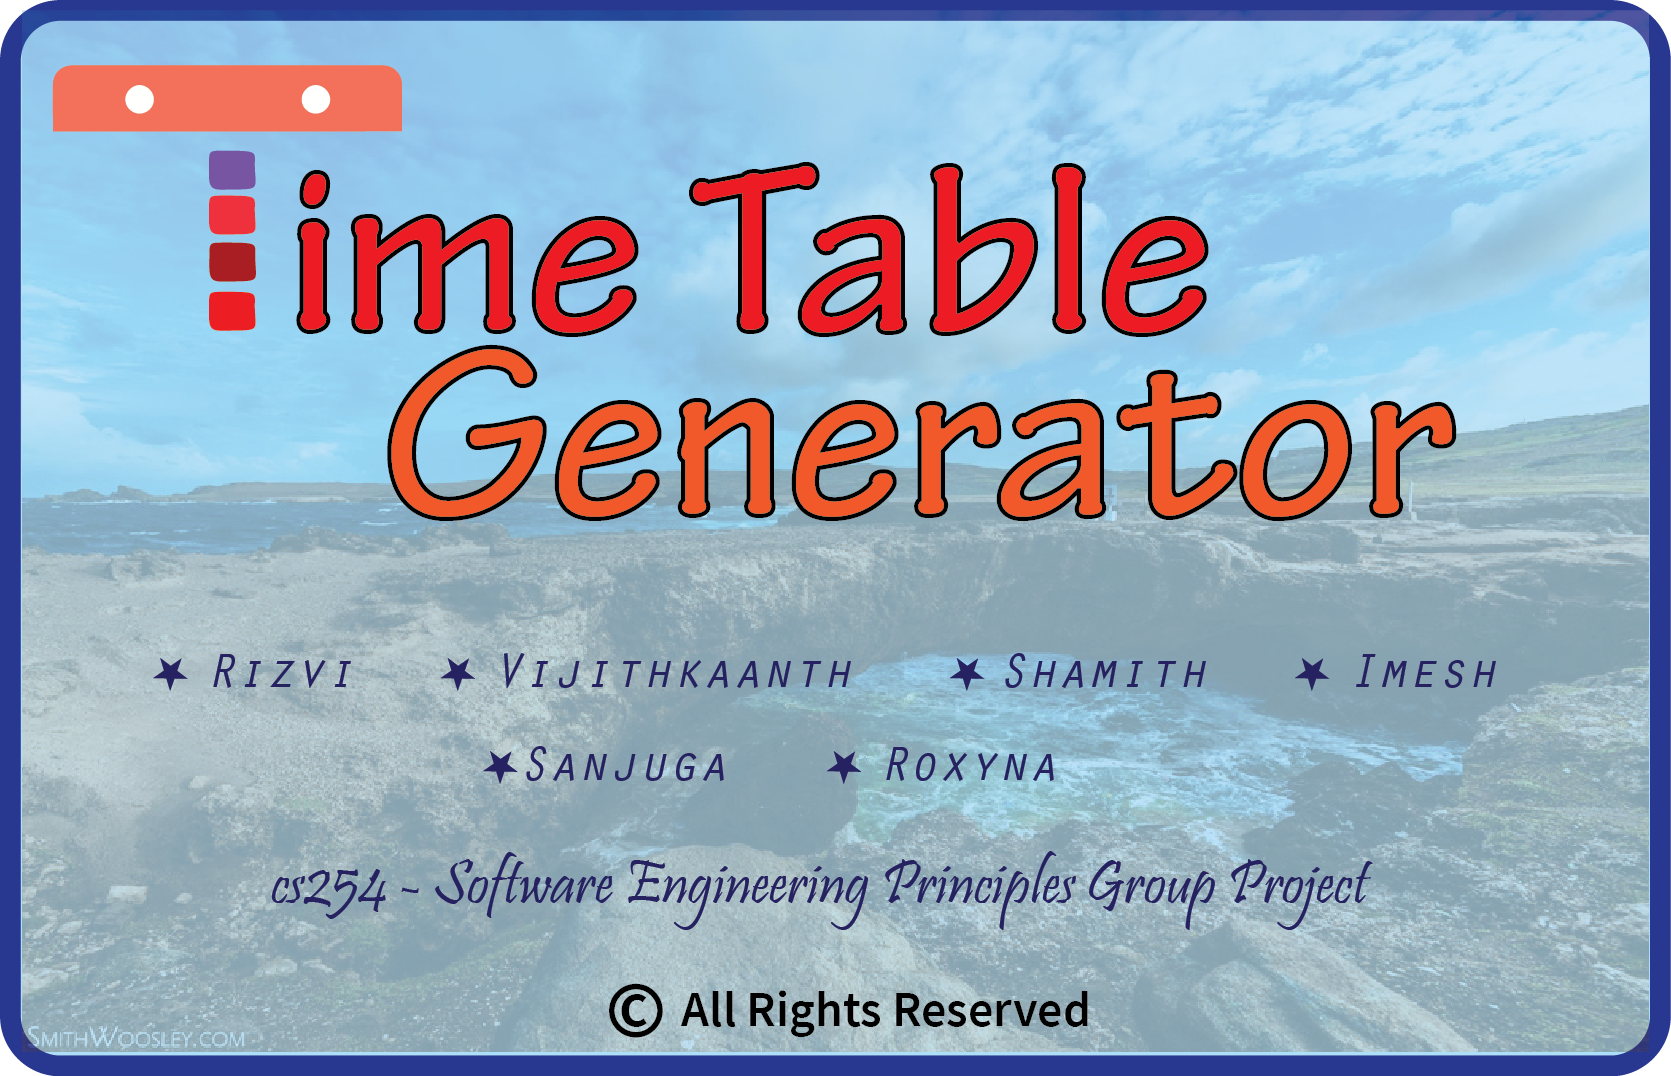 Time Table
Generator
★ Rizvi ★ Vijithkaanth ★ Shamith ★ Imesh
★ Sanjuga ★ Roxyna
cs254 - Software Engineering Principles Group Project
© All Rights Reserved
SmithWoosley.com